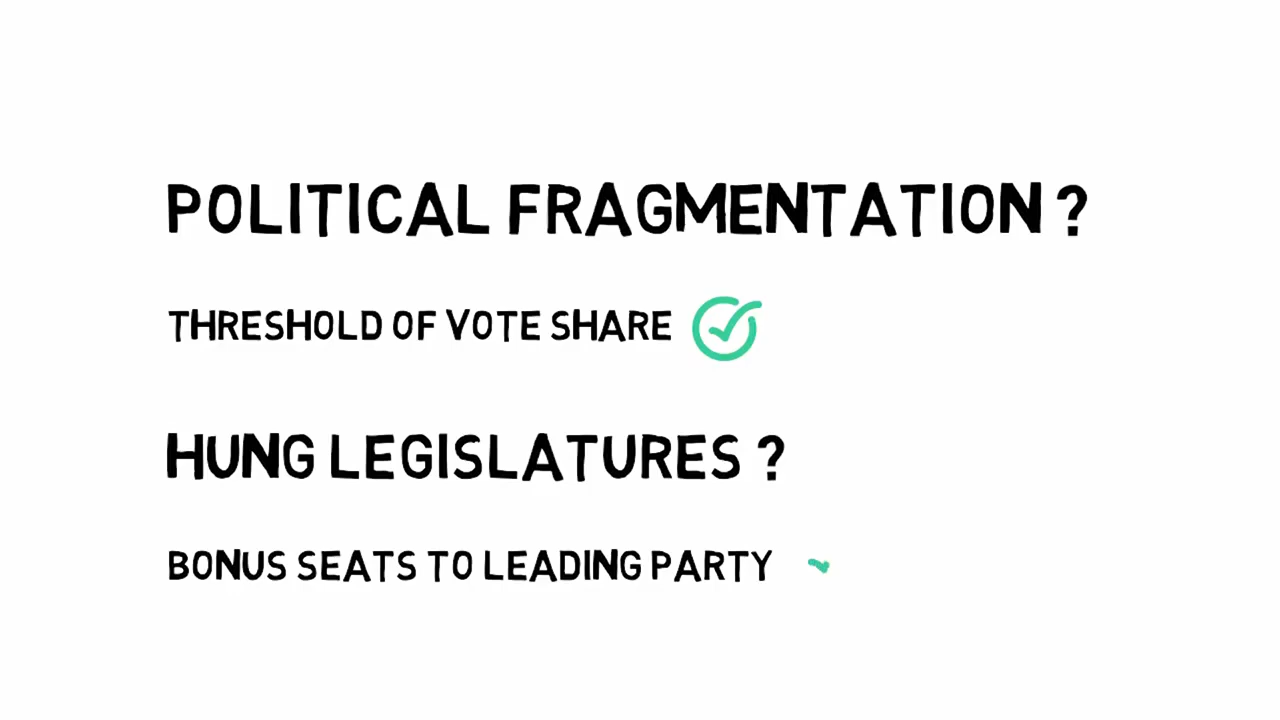 POLITICAL FRAGMENTATION ?
THRESHOLD OF VOTE SHARE
HUNG LEGISLATURES ?
BONUS SEATS TO LEADING PARTY